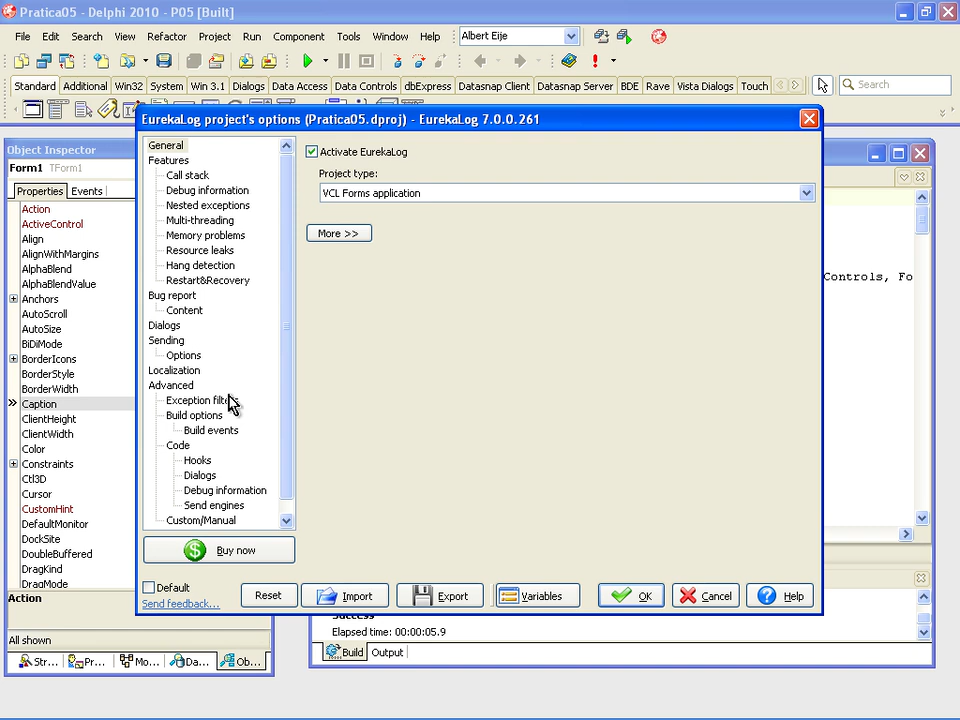 Pratica05 - Delphi 2010 - P05 [Built]
File Edit Search View Refactor Project Run Component Tools Window Help Albert Eije
Standard Additional Win32 System Win 3.1 Dialogs Data Access Data Controls dbExpress Datasnap Client Datasnap Server BDE Rave Vista Dialogs Touch Search
EurekaLog project's options (Pratica05.dproj) - EurekaLog 7.0.0.261
Object Inspector
Form1 TForm1
Properties Events
Action
ActiveControl
Align
AlignWithMargins
AlphaBlend
AlphaBlendValue
Anchors
AutoScroll
AutoSize
BiDiMode
BorderIcons
BorderStyle
BorderWidth
Caption
ClientHeight
ClientWidth
Color
Constraints
Ctl3D
Cursor
CustomHint
DefaultMonitor
DockSite
DoubleBuffered
DragKind
DragMode
Action
All shown
Str... Pr... Mo... Da... Ob...
General
Features
Call stack
Debug information
Nested exceptions
Multi-threading
Memory problems
Resource leaks
Hang detection
Restart&Recovery
Bug report
Content
Dialogs
Sending
Options
Localization
Advanced
Exception
Build options
Build events
Code
Hooks
Dialogs
Debug information
Send engines
Custom/Manual
Buy now
Default
Send feedback...
Activate EurekaLog
Project type:
VCL Forms application
More >>
Reset Import Export Variables OK Cancel Help
Controls, Fo
Success
Elapsed time: 00:00:05.9
Build Output